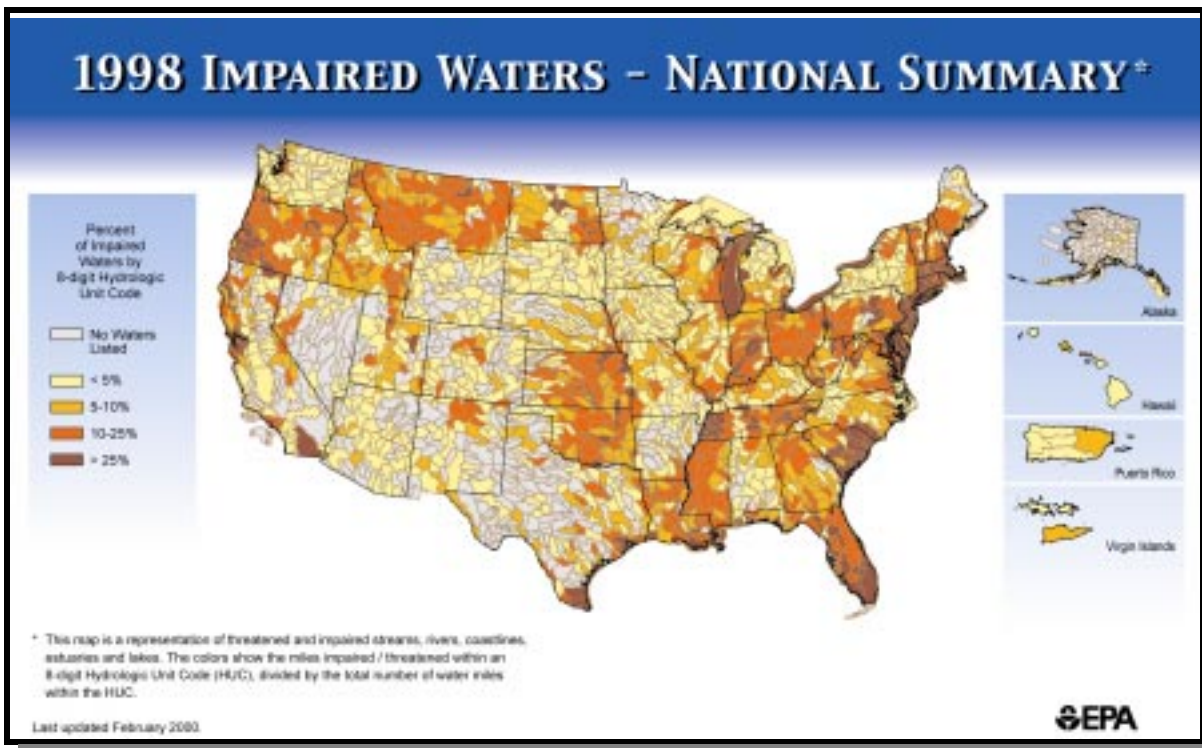 1998 IMPAIRED WATERS – NATIONAL SUMMARY*
Percent
of Impaired
Waters by
8-digit Hydrologic
Unit Code
No Waters
Listed
< 5%
5-10%
10-25%
> 25%
Alaska
Hawaii
Puerto Rico
Virgin Islands
* This map is a representation of threatened and impaired streams, rivers, coastlines,
estuaries and lakes. The colors show the miles impaired / threatened within an
8-digit Hydrologic Unit Code (HUC), divided by the total number of water miles
within the HUC.
Last updated February 2000.
EPA